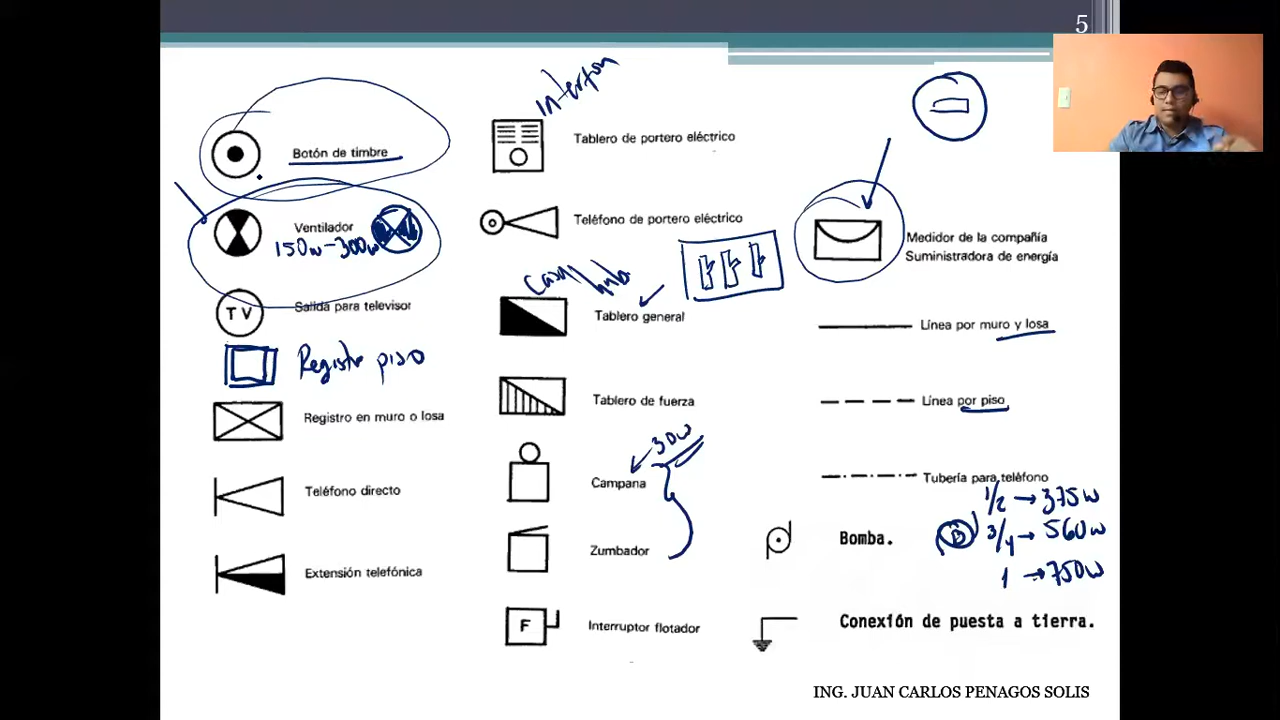 5
Botón de timbre
Ventilador
150w-300w
TV
Salida para televisor
Registro piso
Registro en muro o losa
Teléfono directo
Extensión telefónica
interfon
Tablero de portero eléctrico
Teléfono de portero eléctrico
Tablero general
Tablero de fuerza
30w
Campana
Zumbador
F
Interruptor flotador
Medidor de la compañía
Suministradora de energía
Línea por muro y losa
Línea por piso
Tubería para teléfono
1/2 → 375w
Bomba.
B
3/4 → 560w
1 → 750w
Conexión de puesta a tierra.
ING. JUAN CARLOS PENAGOS SOLIS